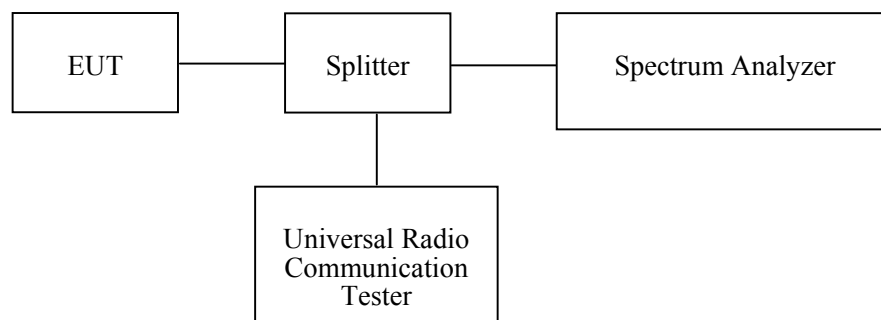 EUT
Splitter
Spectrum Analyzer
Universal Radio
Communication
Tester